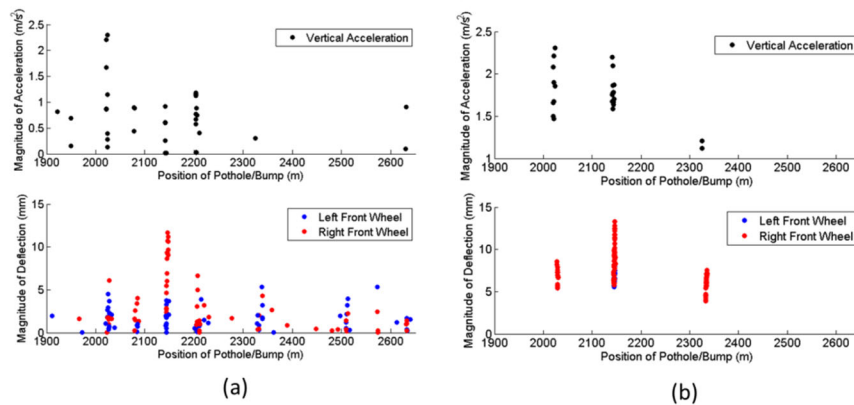 Magnitude of Acceleration (m/s²)
2.5
2
1.5
1
0.5
0
Vertical Acceleration
1900 2000 2100 2200 2300 2400 2500 2600
Position of Pothole/Bump (m)
Magnitude of Deflection (mm)
15
10
5
0
Left Front Wheel
Right Front Wheel
1900 2000 2100 2200 2300 2400 2500 2600
Position of Pothole/Bump (m)
(a)
Magnitude of Acceleration (m/s²)
2.5
2
1.5
1
Vertical Acceleration
1900 2000 2100 2200 2300 2400 2500 2600
Position of Pothole/Bump (m)
Magnitude of Deflection (mm)
15
10
5
0
Left Front Wheel
Right Front Wheel
1900 2000 2100 2200 2300 2400 2500 2600
Position of Pothole/Bump (m)
(b)